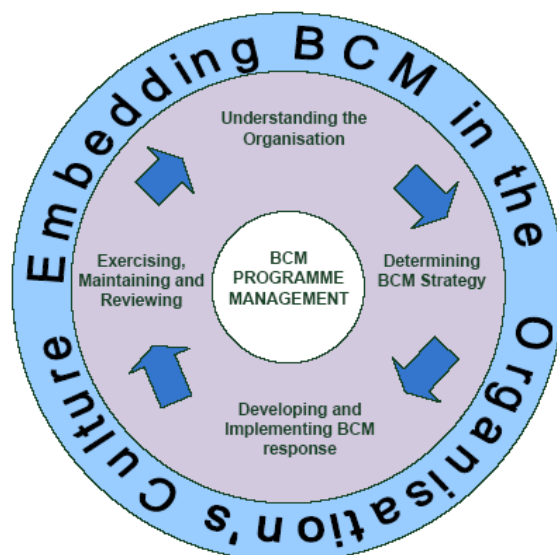 Embedding BCM in the Organisation's Culture
Understanding the
Organisation
Determining
BCM Strategy
Developing and
Implementing BCM
response
Exercising,
Maintaining and
Reviewing
BCM
PROGRAMME
MANAGEMENT